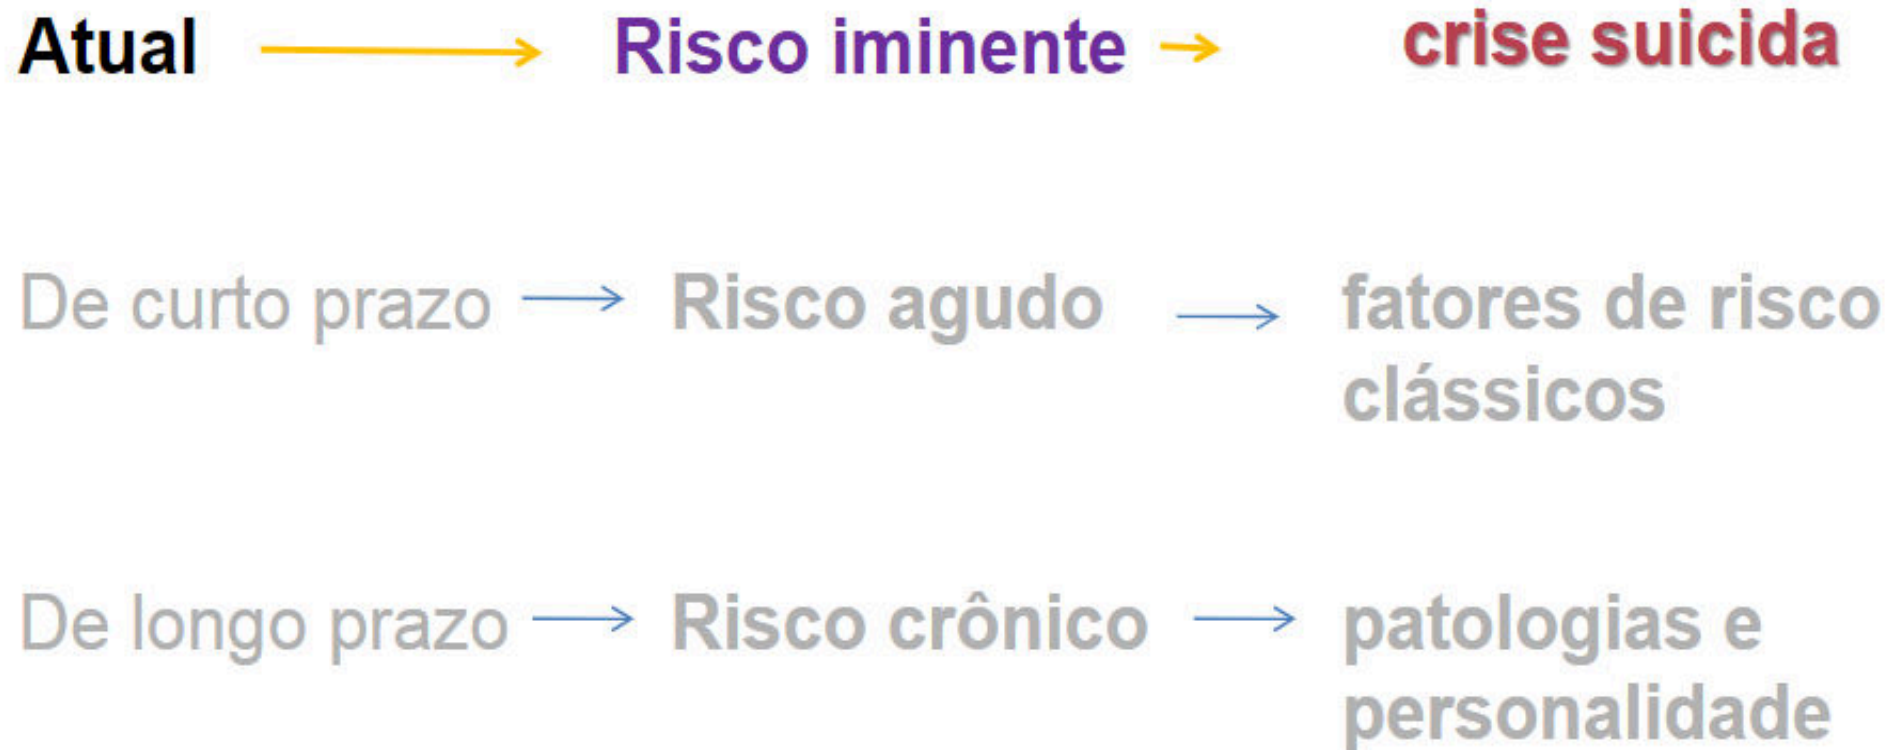 Atual Risco iminente crise suicida
De curto prazo Risco agudo fatores de risco
clássicos
De longo prazo Risco crônico patologias e
personalidade